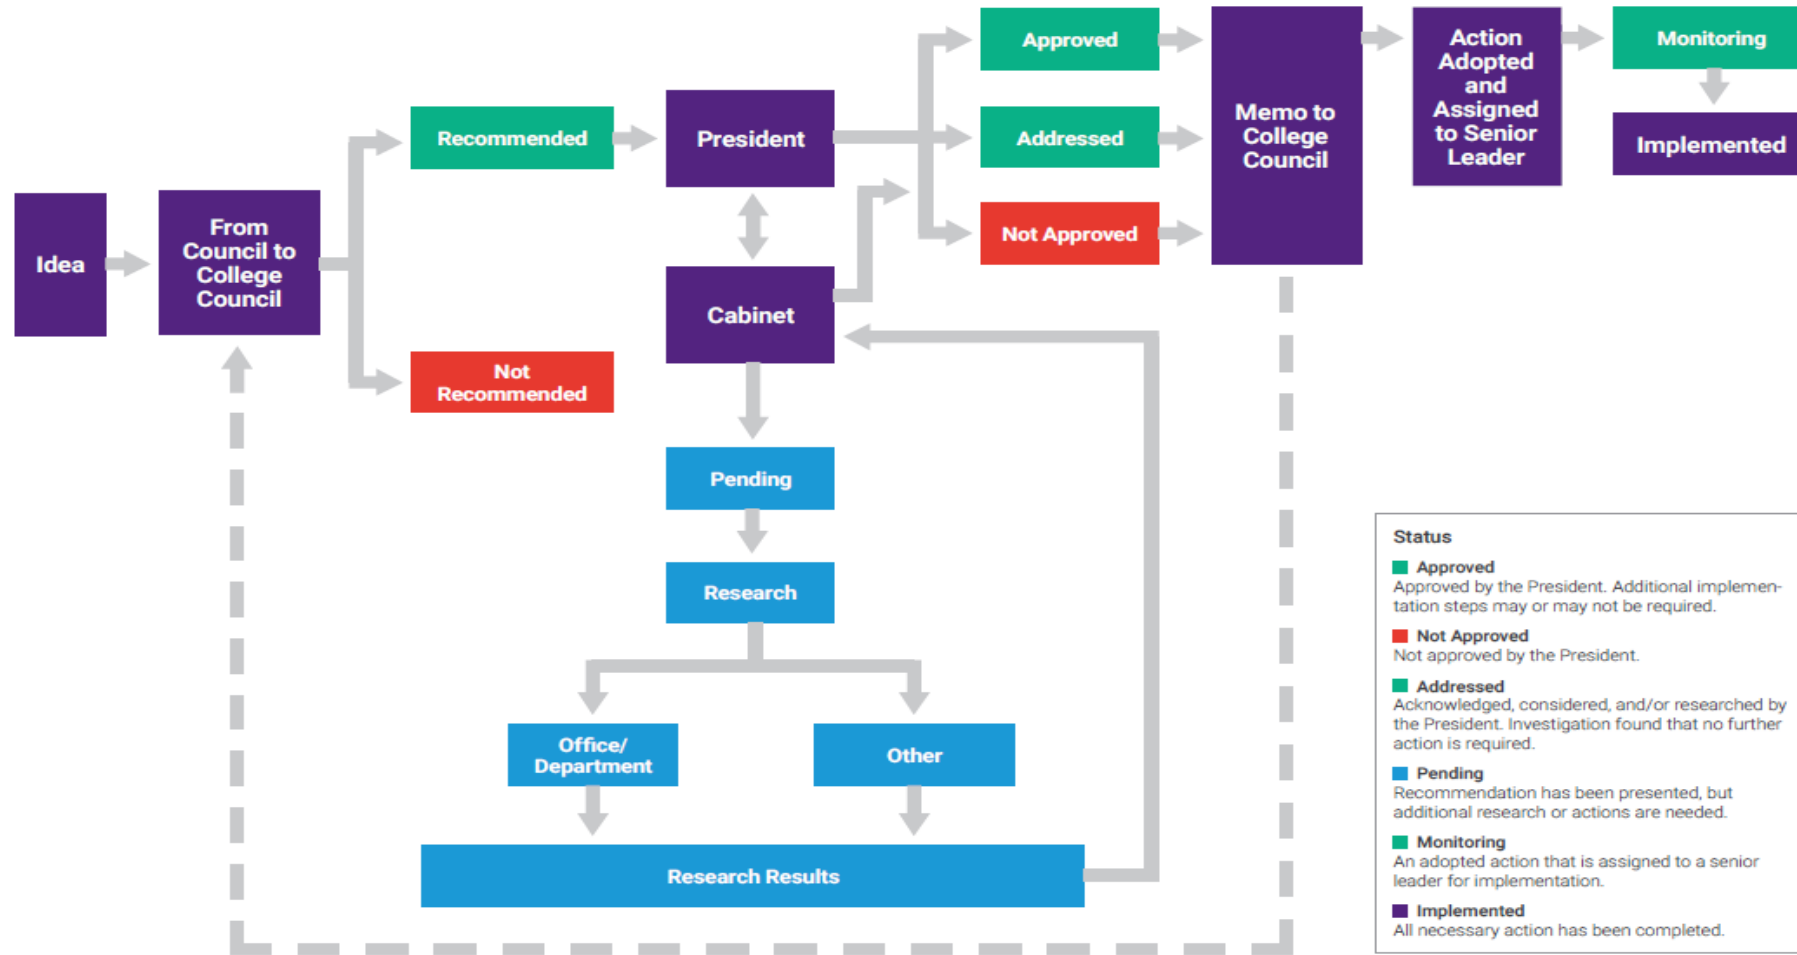 Idea
From
Council to
College
Council
Recommended
Not
Recommended
President
Cabinet
Pending
Research
Office/
Department
Other
Research Results
Approved
Addressed
Not Approved
Memo to
College
Council
Action
Adopted
and
Assigned
to Senior
Leader
Monitoring
Implemented
Status
Approved
Approved by the President. Additional implemen-
tation steps may or may not be required.
Not Approved
Not approved by the President.
Addressed
Acknowledged, considered, and/or researched by
the President. Investigation found that no further
action is required.
Pending
Recommendation has been presented, but
additional research or actions are needed.
Monitoring
An adopted action that is assigned to a senior
leader for implementation.
Implemented
All necessary action has been completed.